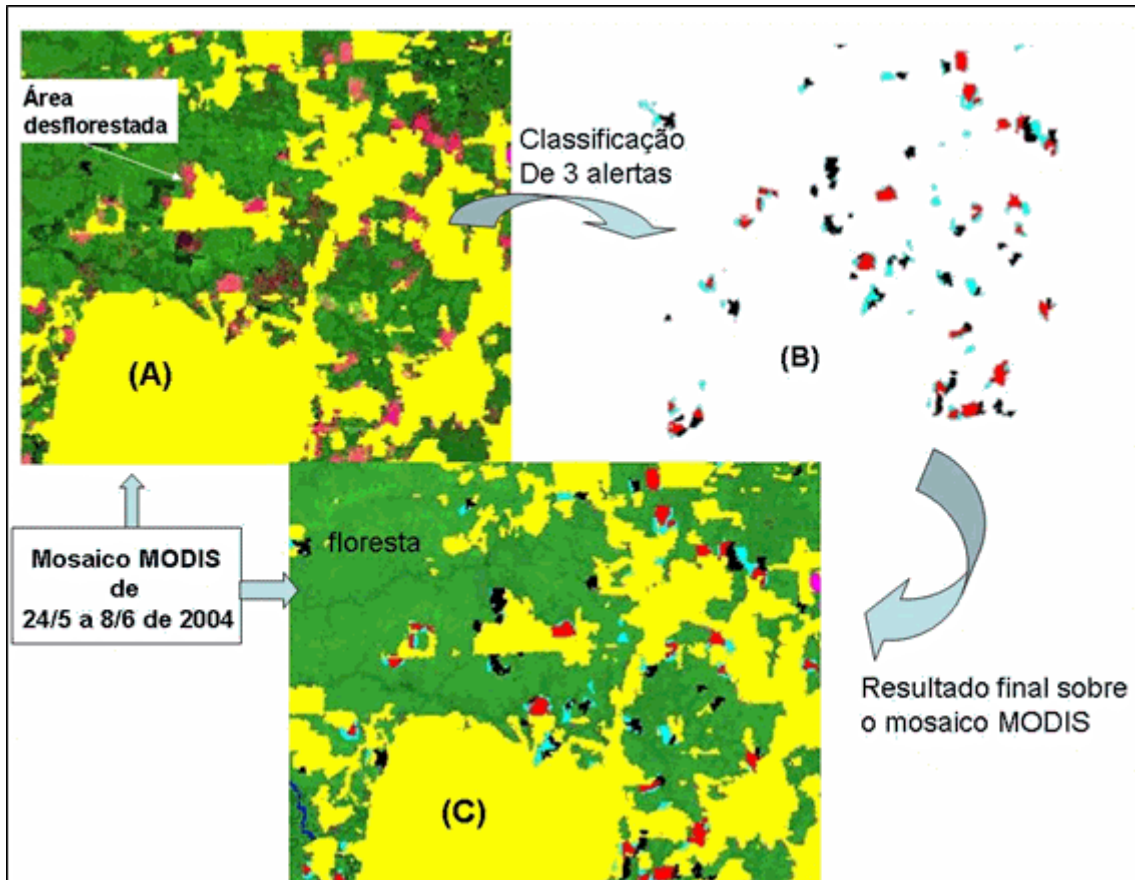 Área
desflorestada
Classificação
De 3 alertas
(A)
(B)
Mosaico MODIS
de
24/5 a 8/6 de 2004
floresta
(C)
Resultado final sobre
o mosaico MODIS